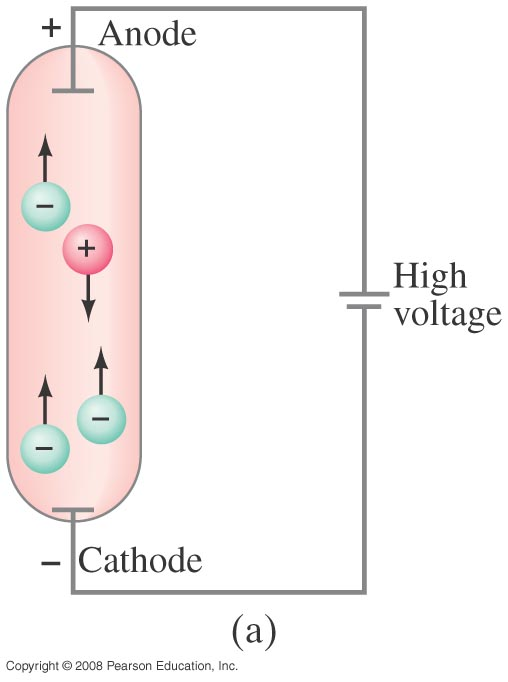 + Anode
−
+
−
−
High
voltage
− Cathode
(a)
Copyright © 2008 Pearson Education, Inc.